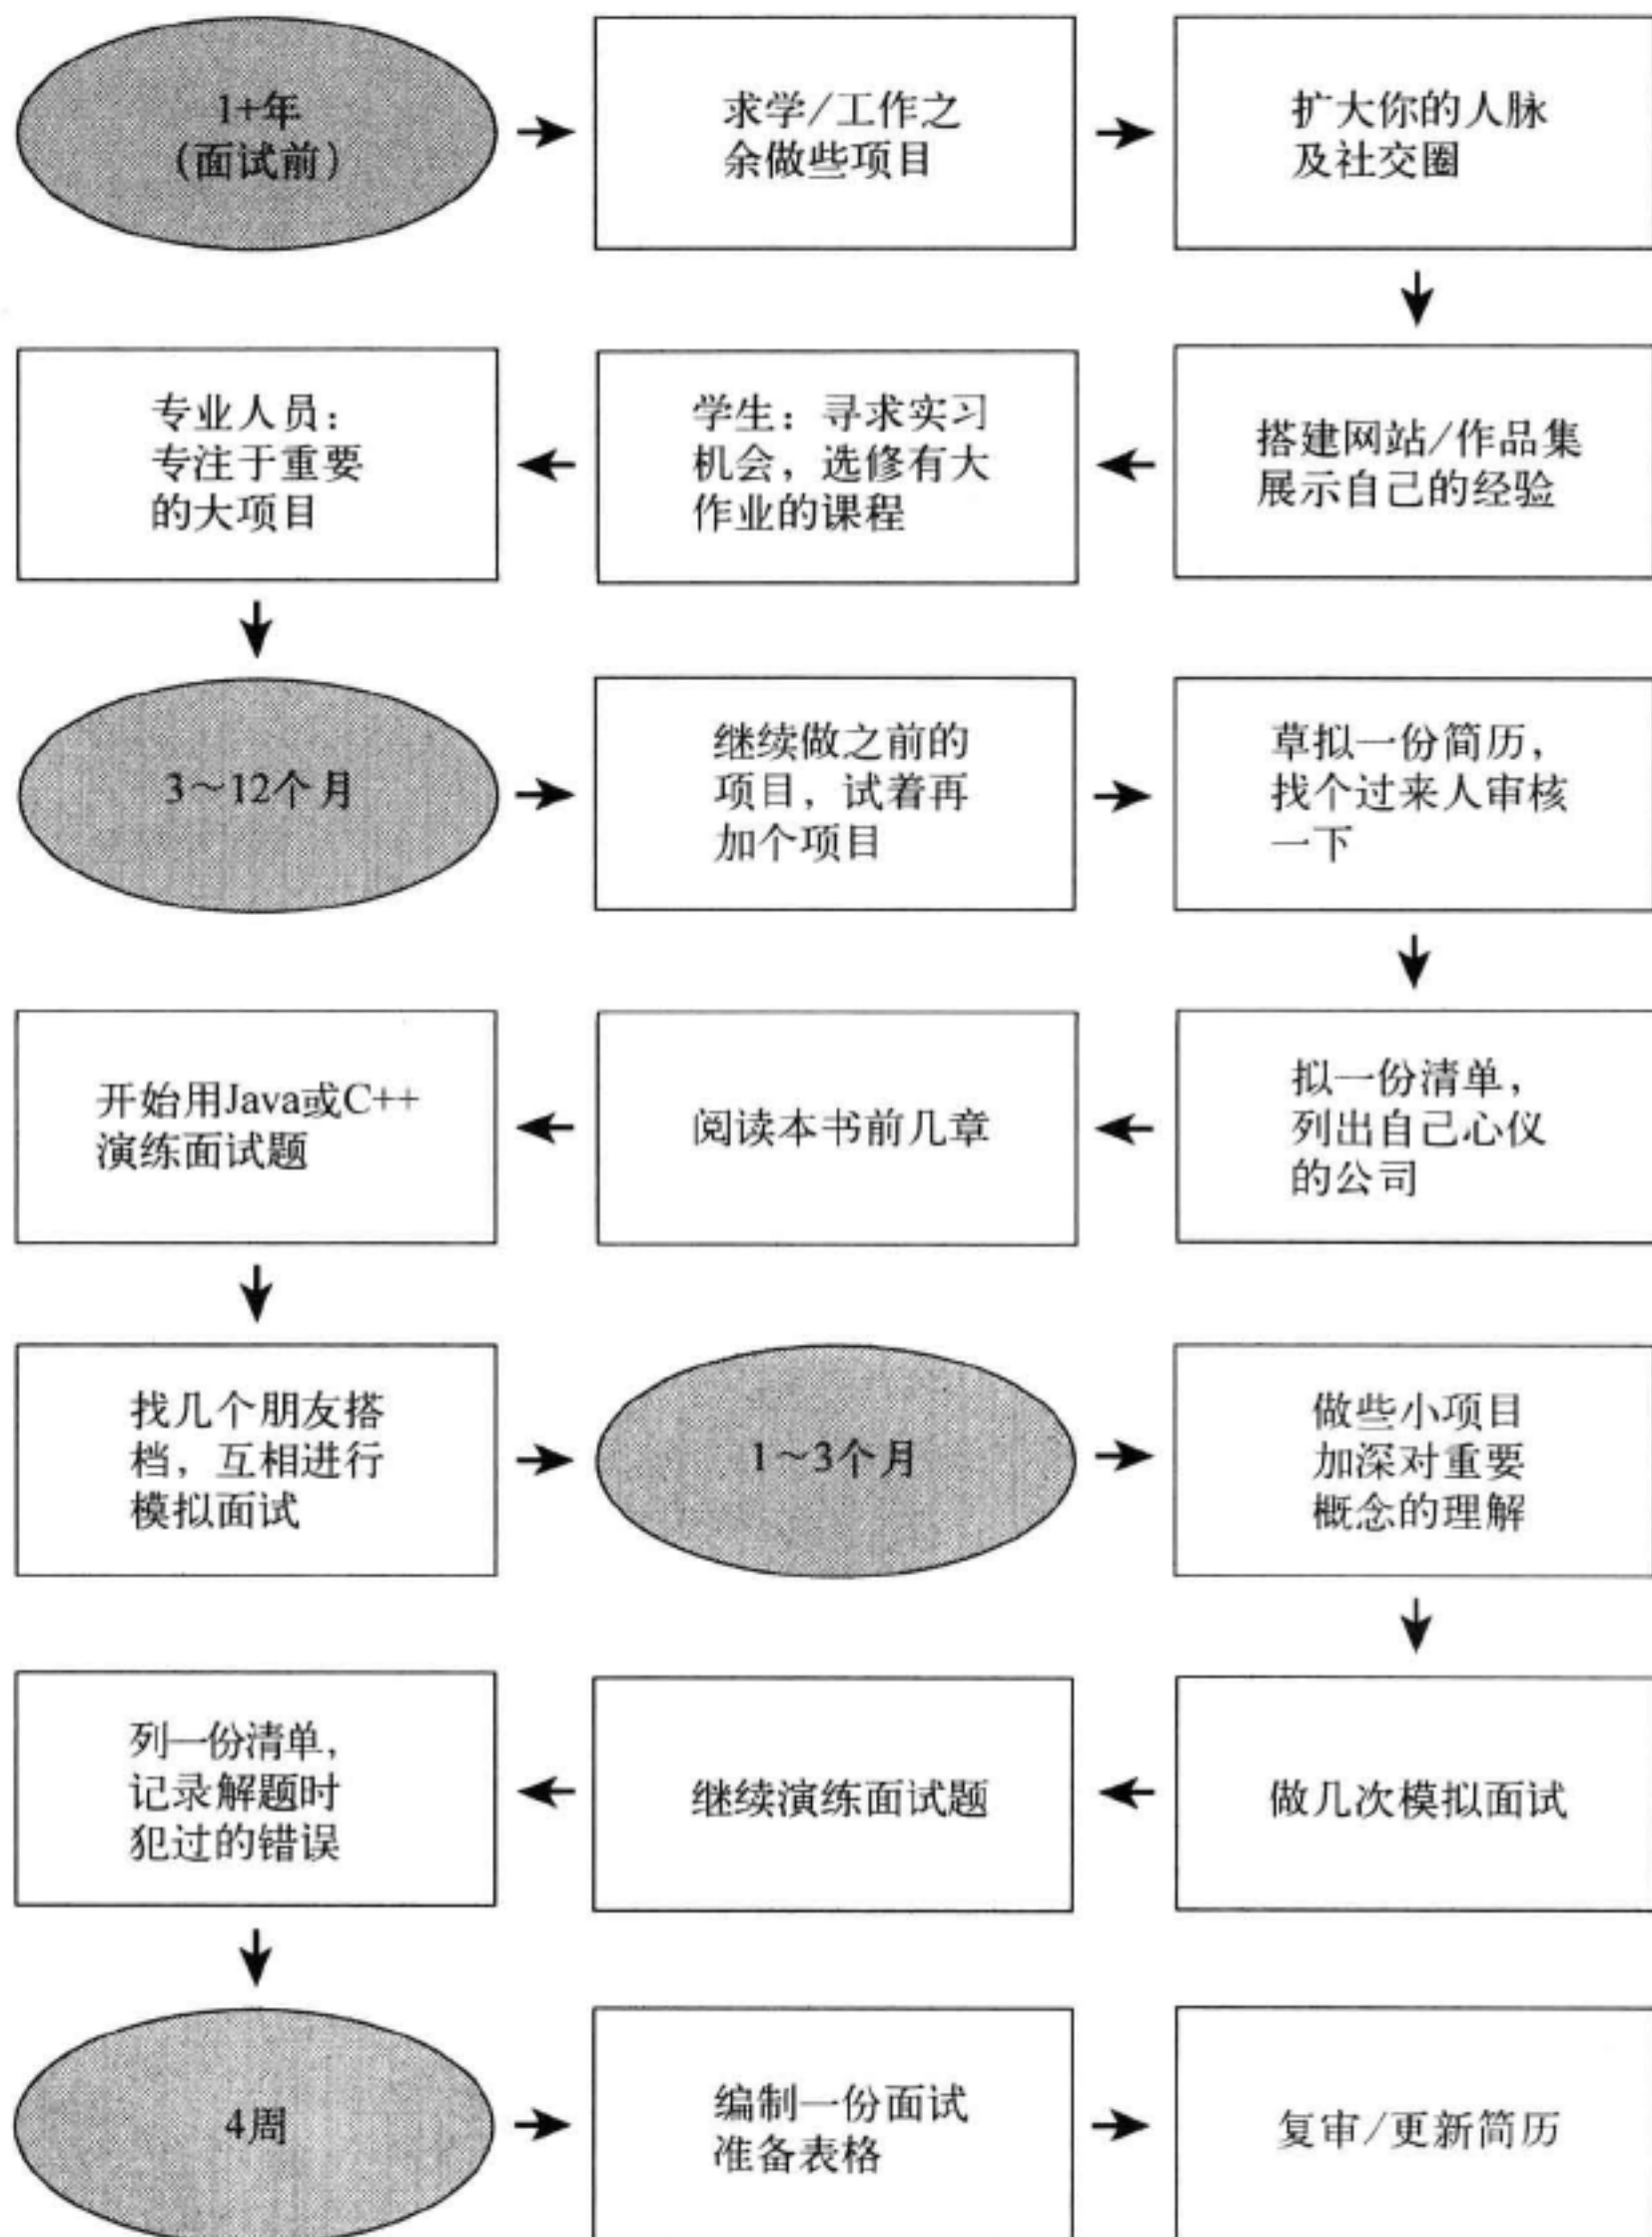 1+年
(面试前)
求学/工作之
余做些项目
扩大你的人脉
及社交圈
搭建网站/作品集
展示自己的经验
学生：寻求实习
机会，选修有大
作业的课程
专业人员：
专注于重要
的大项目
3～12个月
继续做之前的
项目，试着再
加个项目
草拟一份简历，
找个过来人审核
一下
拟一份清单，
列出自己心仪
的公司
阅读本书前几章
开始用Java或C++
演练面试题
找几个朋友搭
档，互相进行
模拟面试
1～3个月
做些小项目
加深对重要
概念的理解
做几次模拟面试
继续演练面试题
列一份清单，
记录解题时
犯过的错误
4周
编制一份面试
准备表格
复审/更新简历